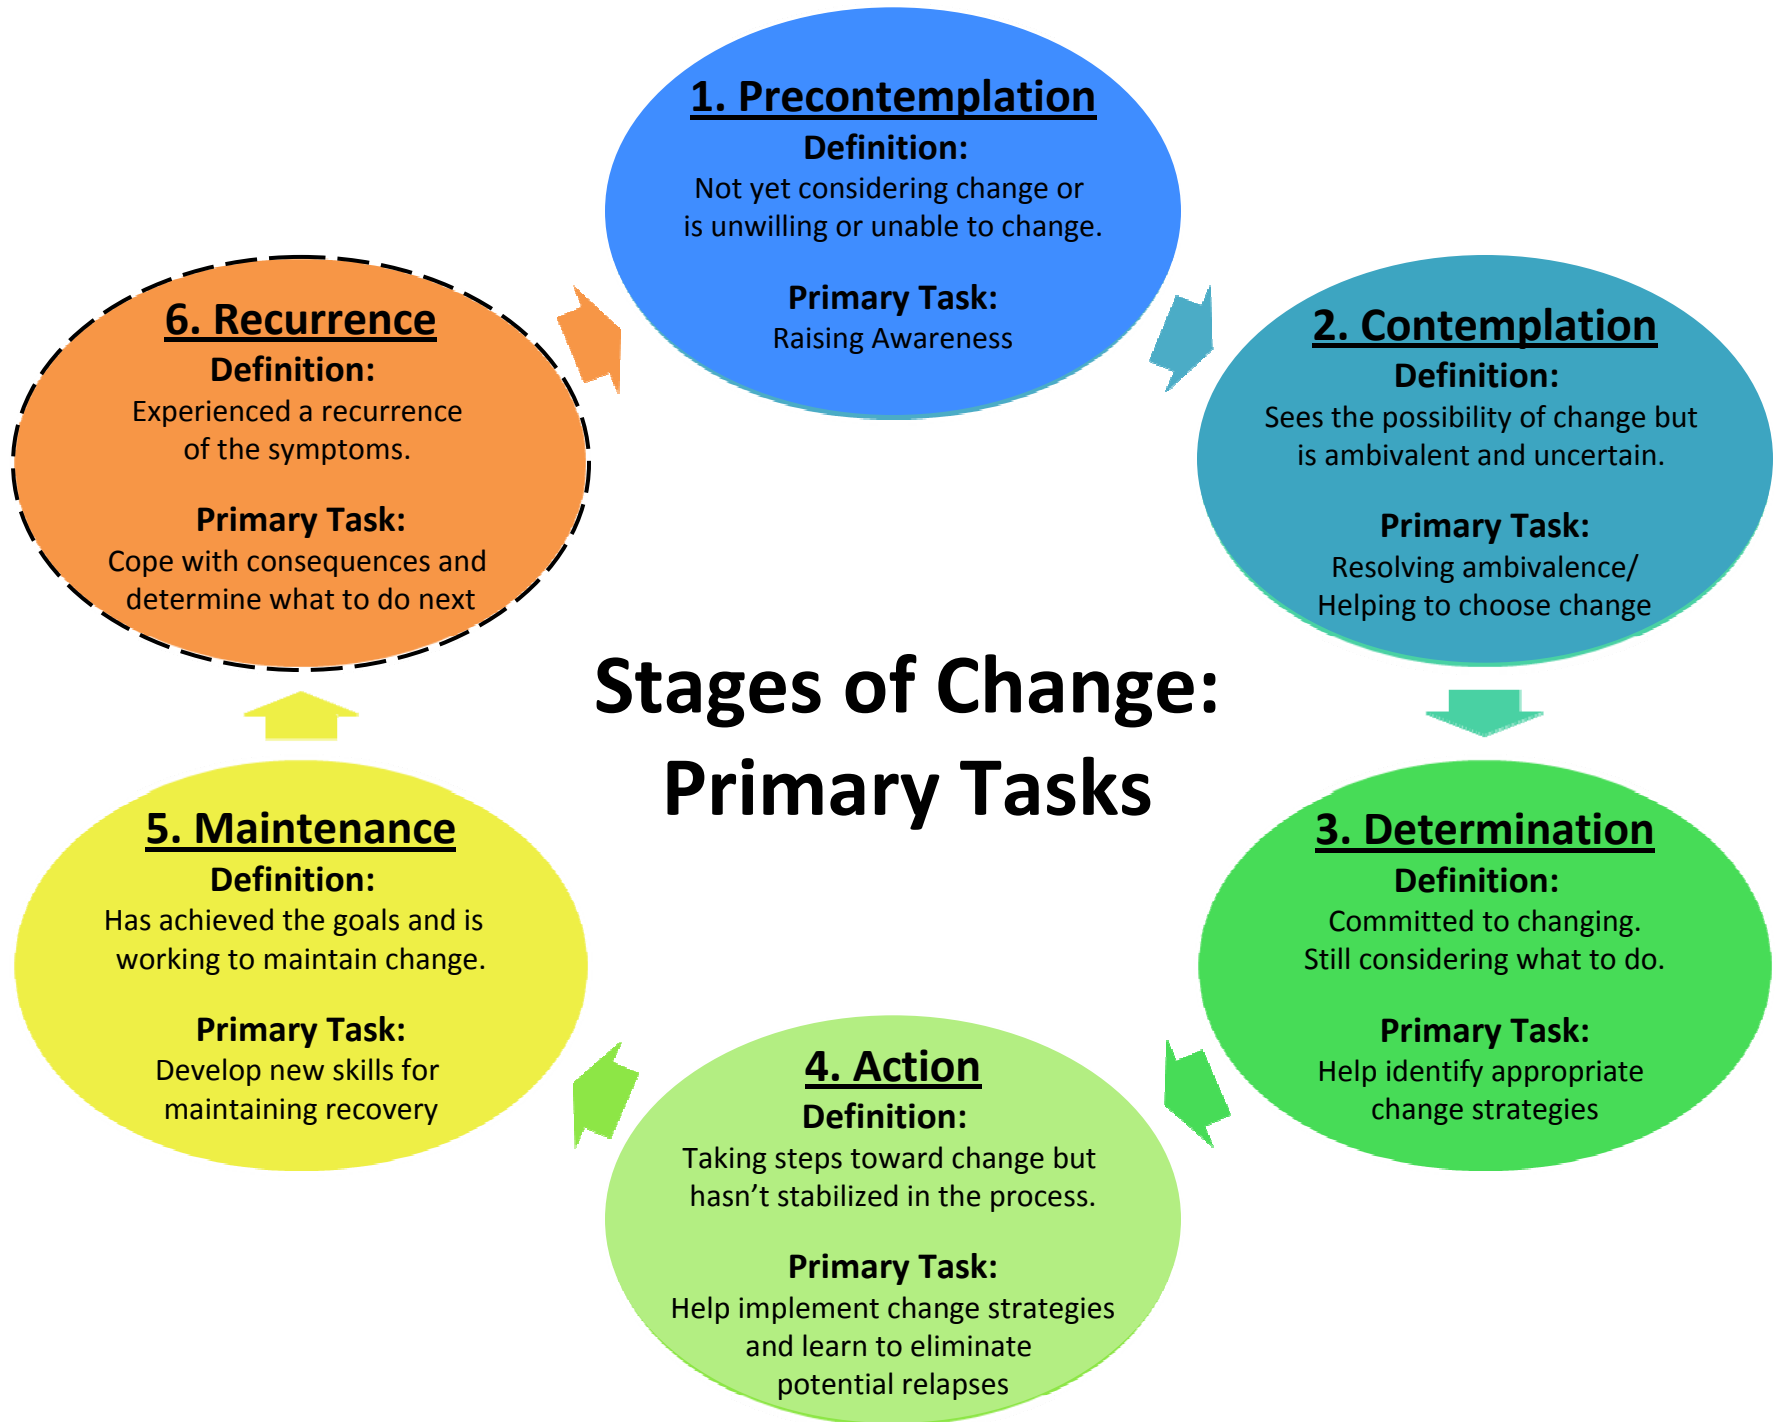 1. Precontemplation
Definition:
Not yet considering change or
is unwilling or unable to change.
Primary Task:
Raising Awareness
2. Contemplation
Definition:
Sees the possibility of change but
is ambivalent and uncertain.
Primary Task:
Resolving ambivalence/
Helping to choose change
3. Determination
Definition:
Committed to changing.
Still considering what to do.
Primary Task:
Help identify appropriate
change strategies
4. Action
Definition:
Taking steps toward change but
hasn’t stabilized in the process.
Primary Task:
Help implement change strategies
and learn to eliminate
potential relapses
5. Maintenance
Definition:
Has achieved the goals and is
working to maintain change.
Primary Task:
Develop new skills for
maintaining recovery
6. Recurrence
Definition:
Experienced a recurrence
of the symptoms.
Primary Task:
Cope with consequences and
determine what to do next
Stages of Change:
Primary Tasks